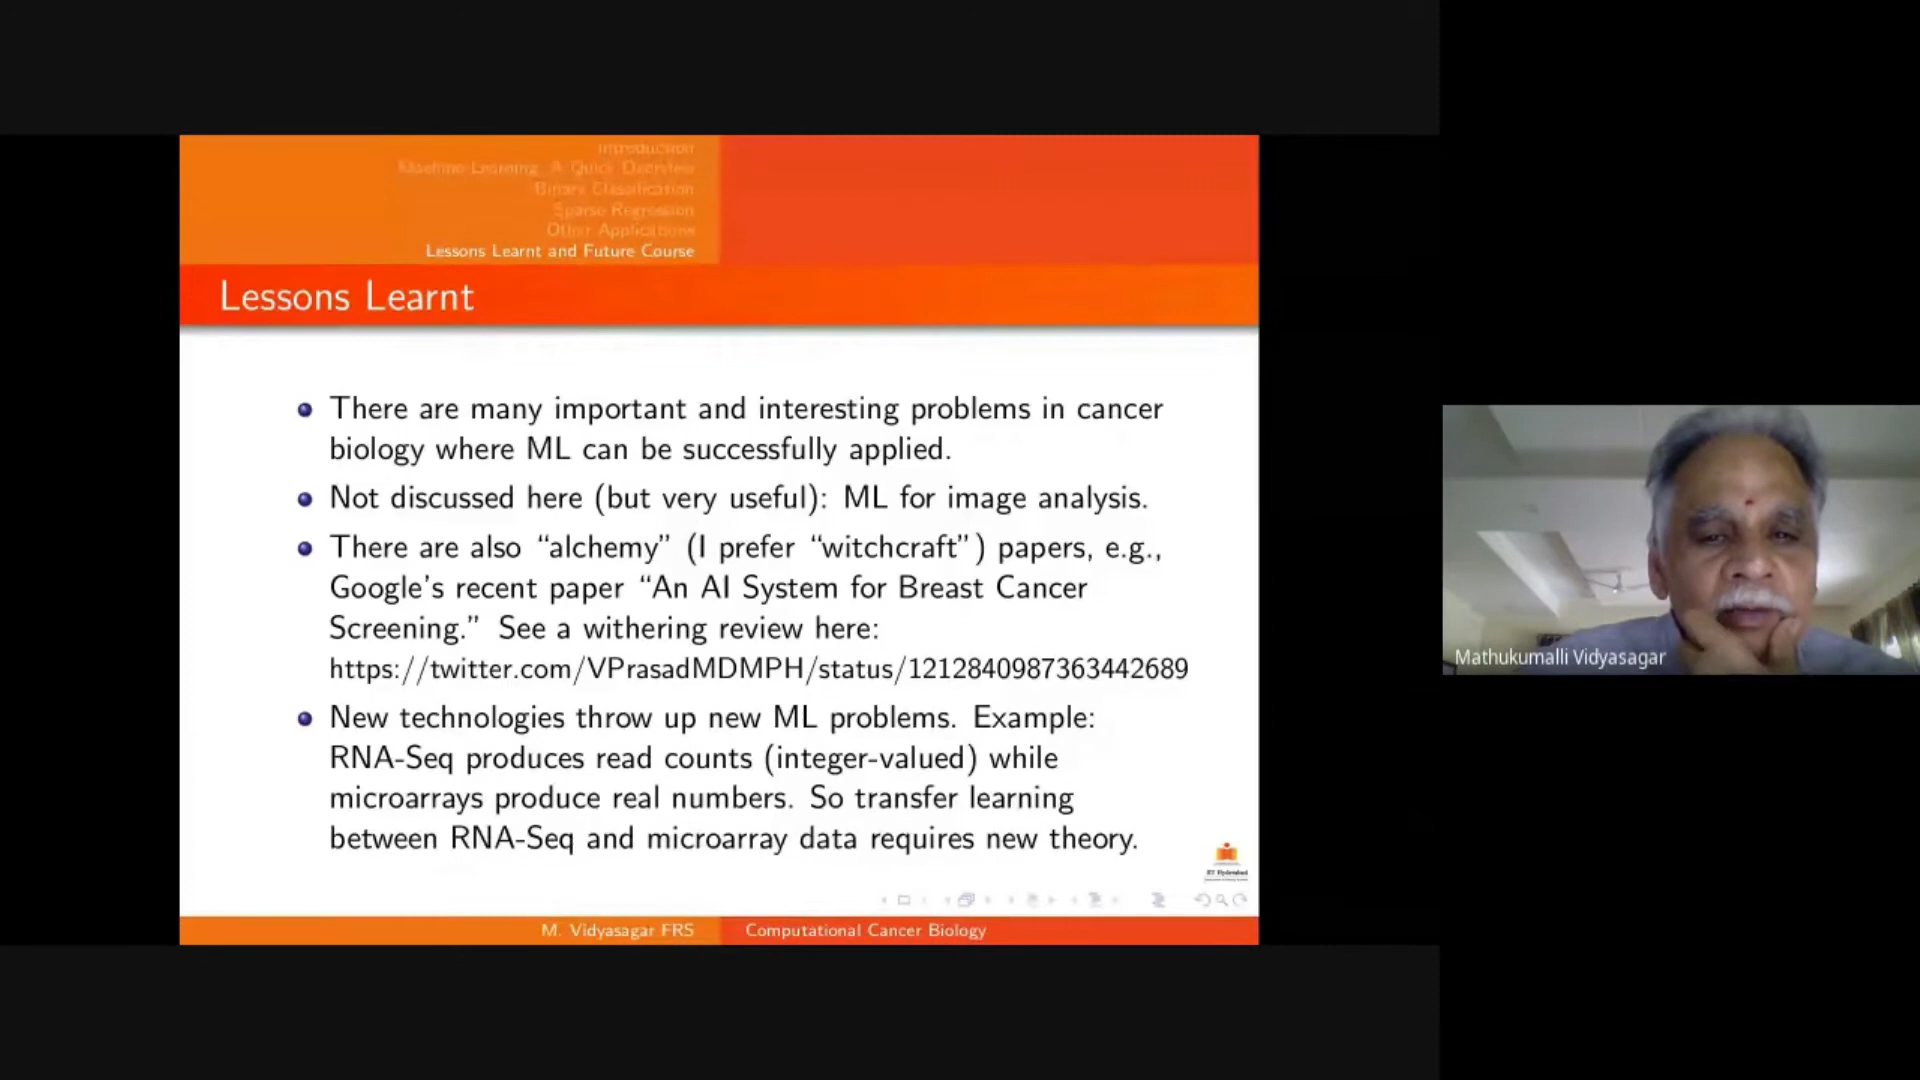 Introduction
Machine Learning: A Quick Overview
Binary Classification
Sparse Regression
Other Applications
Lessons Learnt and Future Course
Lessons Learnt
There are many important and interesting problems in cancer
biology where ML can be successfully applied.
Not discussed here (but very useful): ML for image analysis.
There are also “alchemy” (I prefer “witchcraft”) papers, e.g.,
Google's recent paper “An AI System for Breast Cancer
Screening.” See a withering review here:
https://twitter.com/VPrasadMDMPH/status/1212840987363442689
New technologies throw up new ML problems. Example:
RNA-Seq produces read counts (integer-valued) while
microarrays produce real numbers. So transfer learning
between RNA-Seq and microarray data requires new theory.
M. Vidyasagar FRS
Computational Cancer Biology
Mathukumalli Vidyasagar